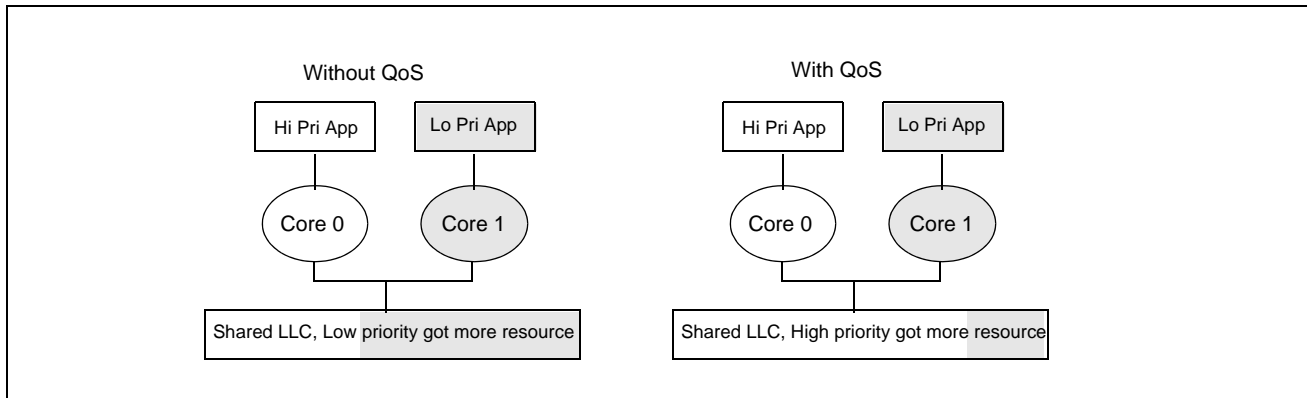 Without QoS
Hi Pri App
Lo Pri App
Core 0
Core 1
Shared LLC, Low priority got more resource
With QoS
Hi Pri App
Lo Pri App
Core 0
Core 1
Shared LLC, High priority got more resource